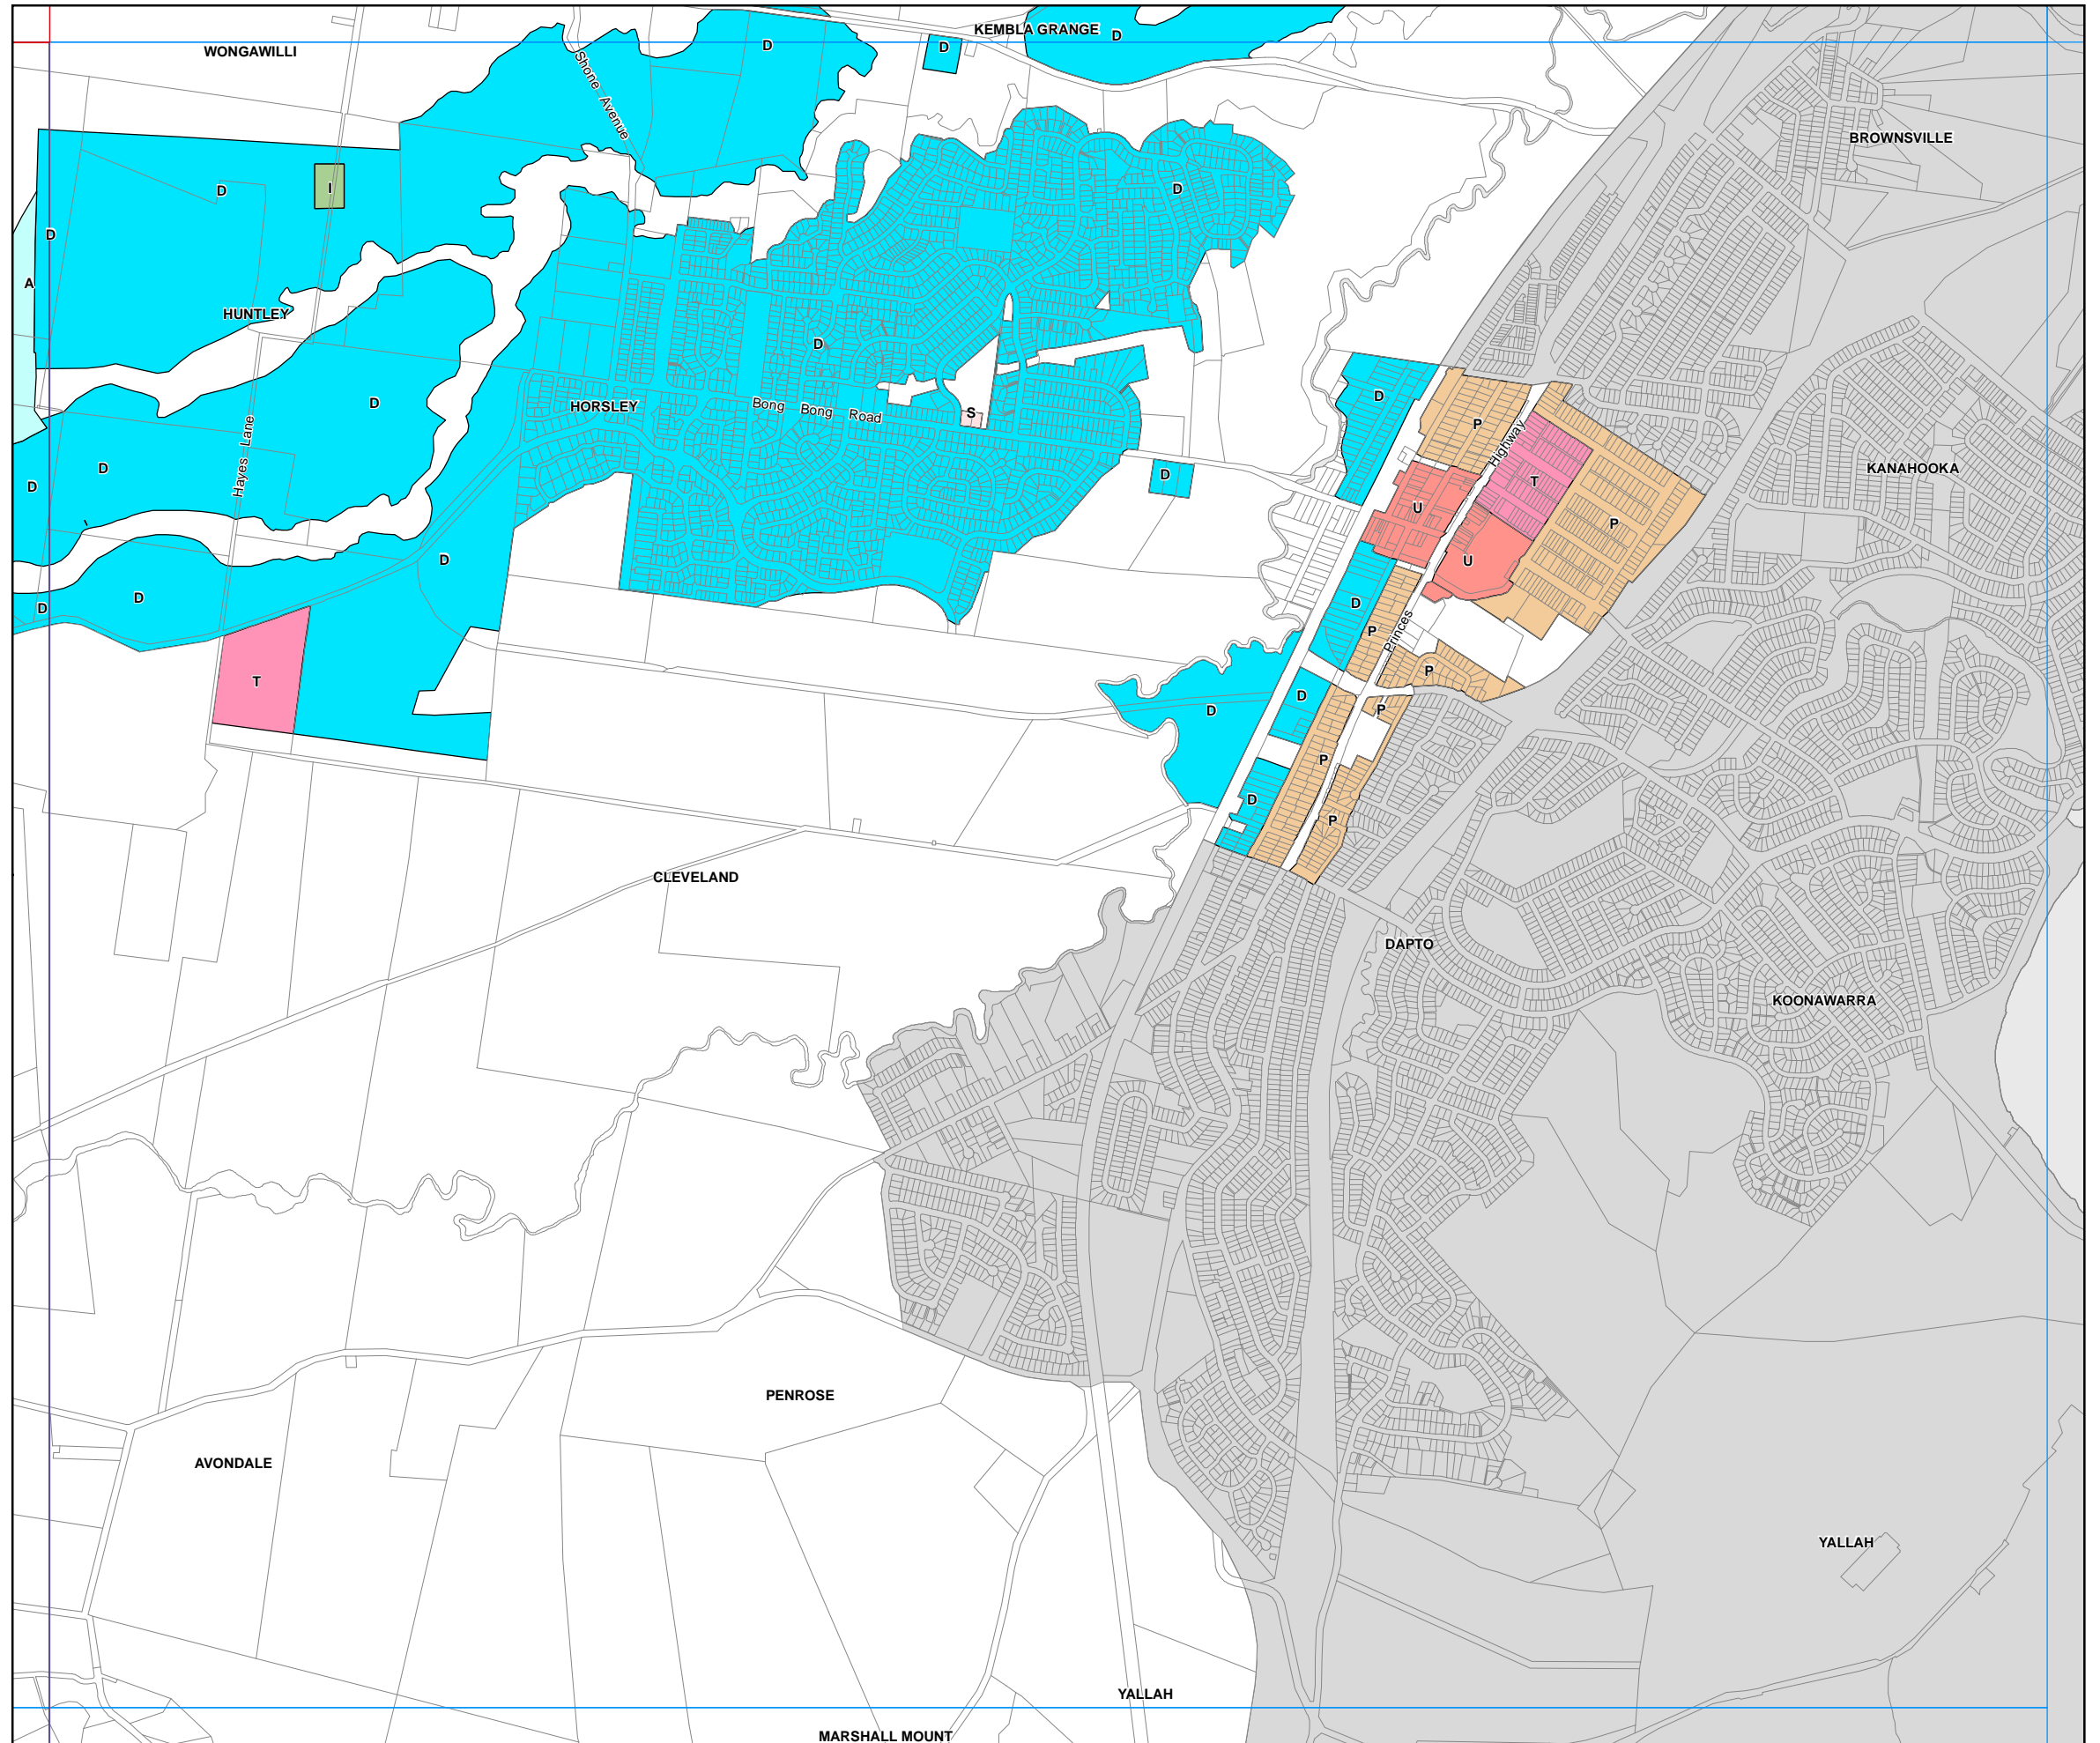 KEMBLA GRANGE
D
D
D
WONGAWILLI
Shone Avenue
BROWNSVILLE
D
I
D
D
A
HUNTLEY
D
D
HORSLEY
Bong Bong Road
S
D
P
Highway
KANAHOOKA
Hayes Lane
D
D
D
T
U
P
D
U
D
D
D
P
Princes
T
P
D
D
P
P
D
P
CLEVELAND
DAPTO
KOONAWARRA
PENROSE
AVONDALE
YALLAH
YALLAH
MARSHALL MOUNT